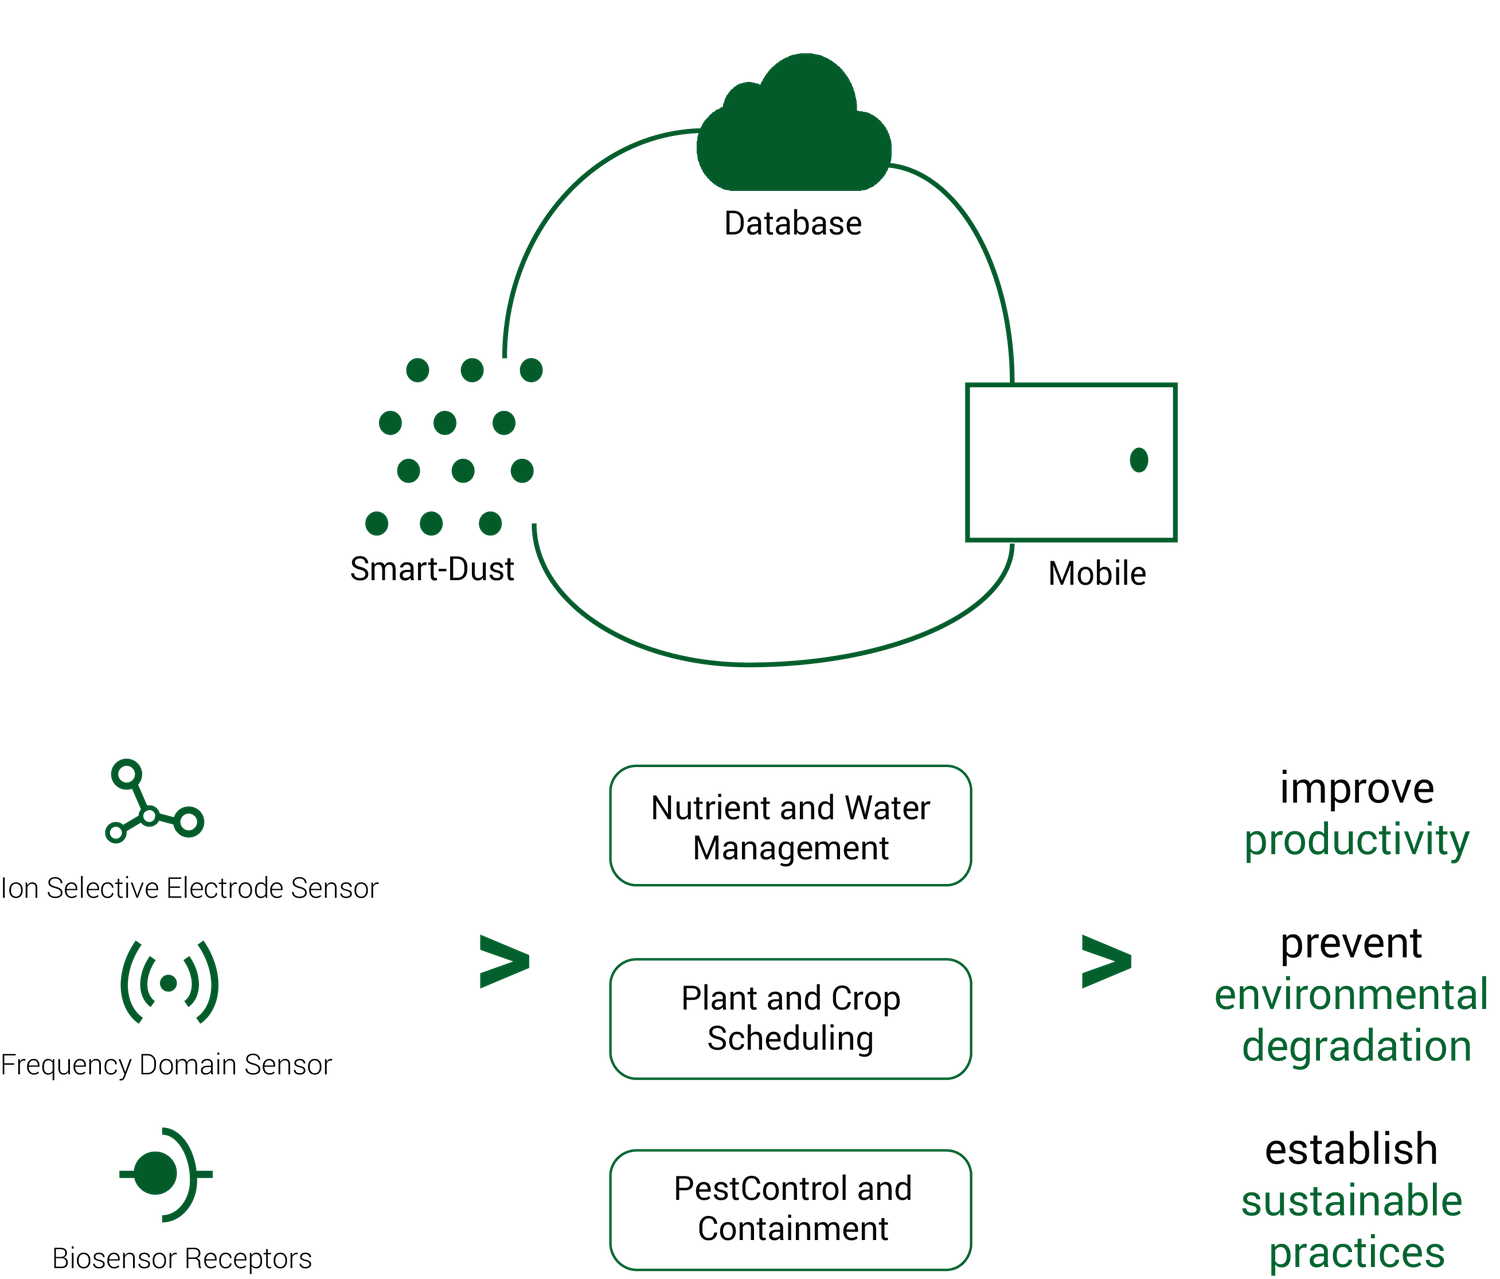 Database
Smart-Dust
Mobile
Ion Selective Electrode Sensor
Frequency Domain Sensor
Biosensor Receptors
>
Nutrient and Water
Management
Plant and Crop
Scheduling
PestControl and
Containment
>
improve
productivity
prevent
environmental
degradation
establish
sustainable
practices